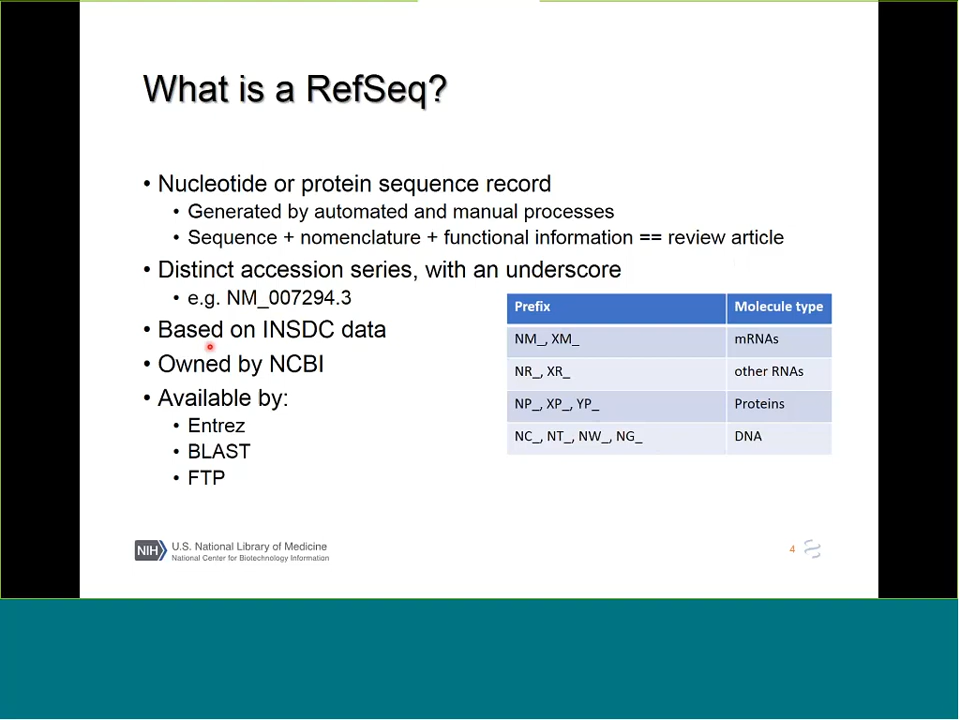 What is a RefSeq?
• Nucleotide or protein sequence record
• Generated by automated and manual processes
• Sequence + nomenclature + functional information == review article
• Distinct accession series, with an underscore
• e.g. NM_007294.3
• Based on INSDC data
• Owned by NCBI
• Available by:
• Entrez
• BLAST
• FTP
Prefix Molecule type
NM_, XM_ mRNAs
NR_, XR_ other RNAs
NP_, XP_, YP_ Proteins
NC_, NT_, NW_, NG_ DNA
NIH U.S. National Library of Medicine
National Center for Biotechnology Information
4